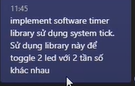 11:45
implement software timer
library sử dụng system tick.
Sử dụng library này để
toggle 2 led với 2 tần số
khác nhau